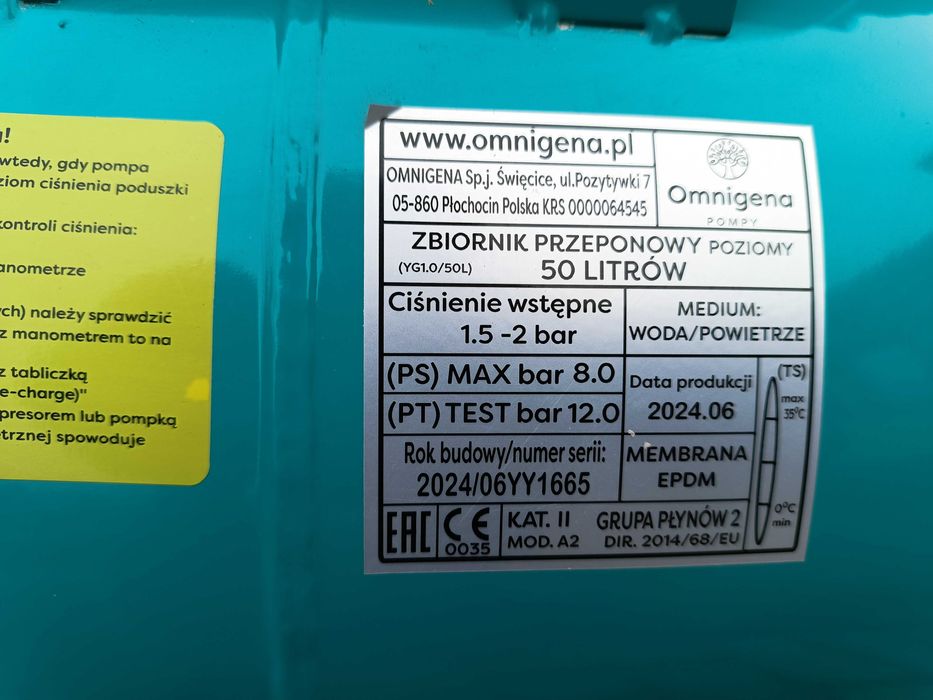 !
wtedy, gdy pompa
ziom ciśnienia poduszki
kontroli ciśnienia:
anometrze
ych) należy sprawdzić
z manometrem to na
z tabliczką
e-charge)"
presorem lub pompką
trznej spowoduje
www.omnigena.pl
OMNIGENA Sp.j. Święcice, ul.Pozytywki 7
05-860 Płochocin Polska KRS 0000064545
Omnigena
POMPY
ZBIORNIK PRZEPONOWY POZIOMY
(YG1.0/50L) 50 LITRÓW
Ciśnienie wstępne
1.5 -2 bar
MEDIUM:
WODA/POWIETRZE
(PS) MAX bar 8.0
(PT) TEST bar 12.0
Data produkcji
2024.06
(TS)
max
35°C
0°C
min
Rok budowy/numer serii:
2024/06YY1665
MEMBRANA
EPDM
EAC
CE
0035
KAT. II
MOD. A2
GRUPA PŁYNÓW 2
DIR. 2014/68/EU